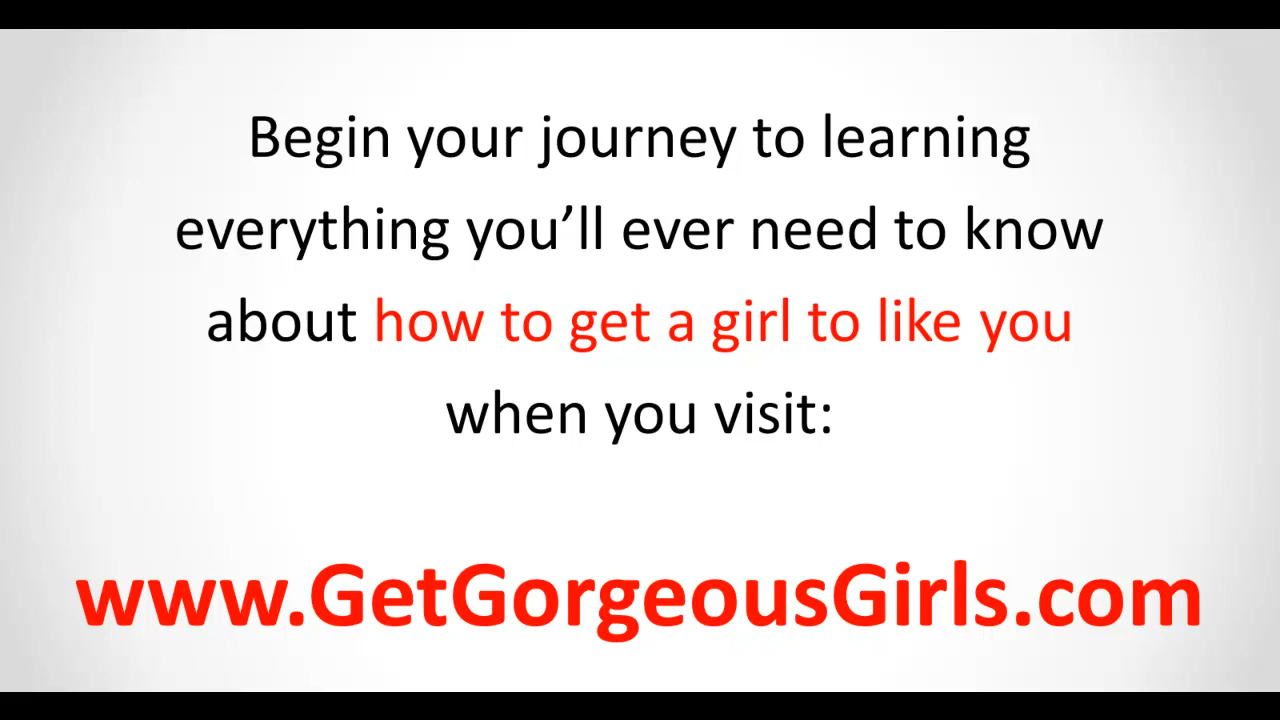 Begin your journey to learning
everything you’ll ever need to know
about how to get a girl to like you
when you visit:
www.GetGorgeousGirls.com